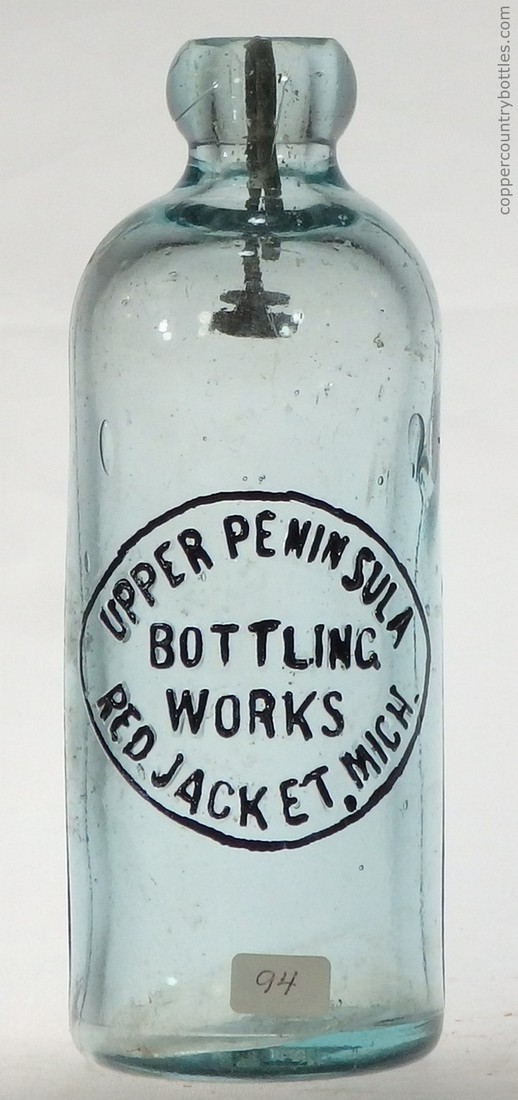 coppercountrybottles.com
UPPER PENINSULA
BOTTLING
WORKS
RED JACKET, MICH.
94